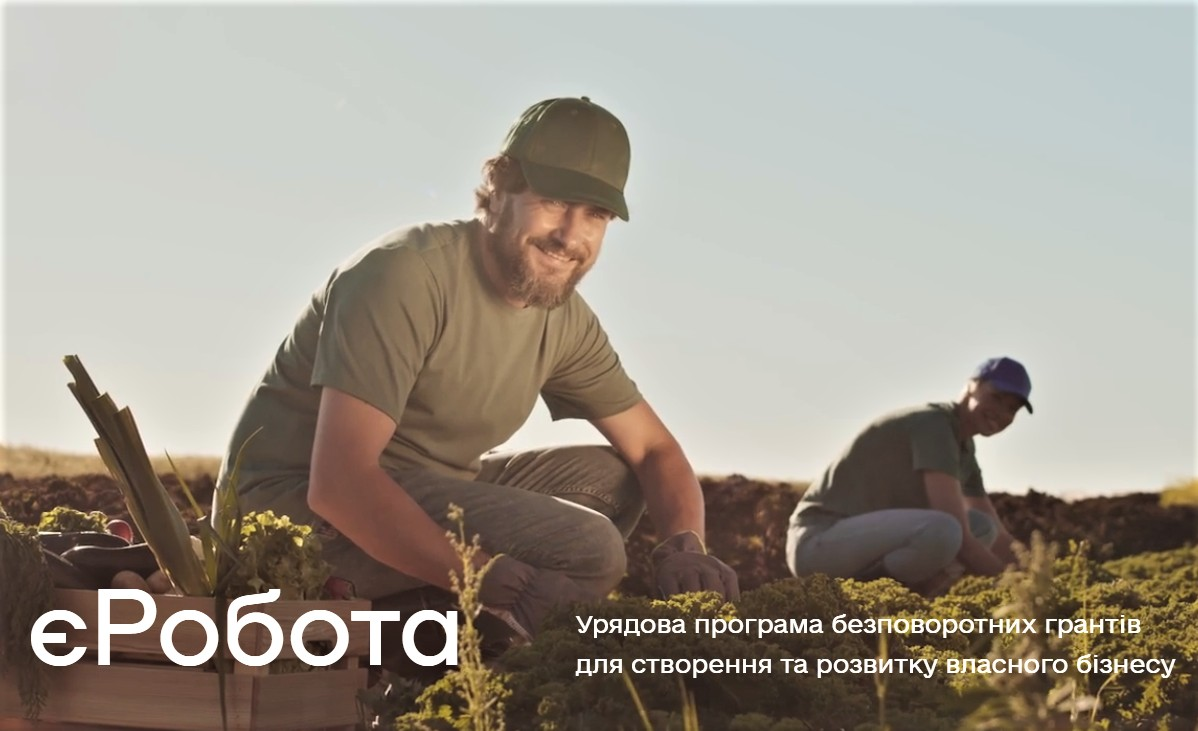 єРобота
Урядова програма безповоротних грантів
для створення та розвитку власного бізнесу